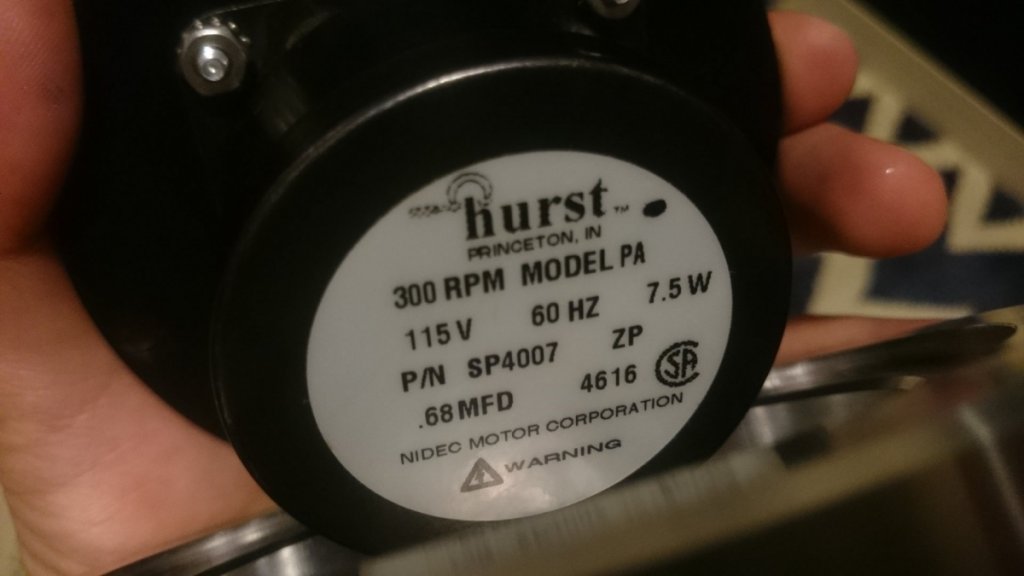 hurst™
PRINCETON, IN
300 RPM MODEL PA
115 V 60 HZ 7.5 W
P/N SP4007 ZP
.68 MFD 4616 SA
NIDEC MOTOR CORPORATION
WARNING